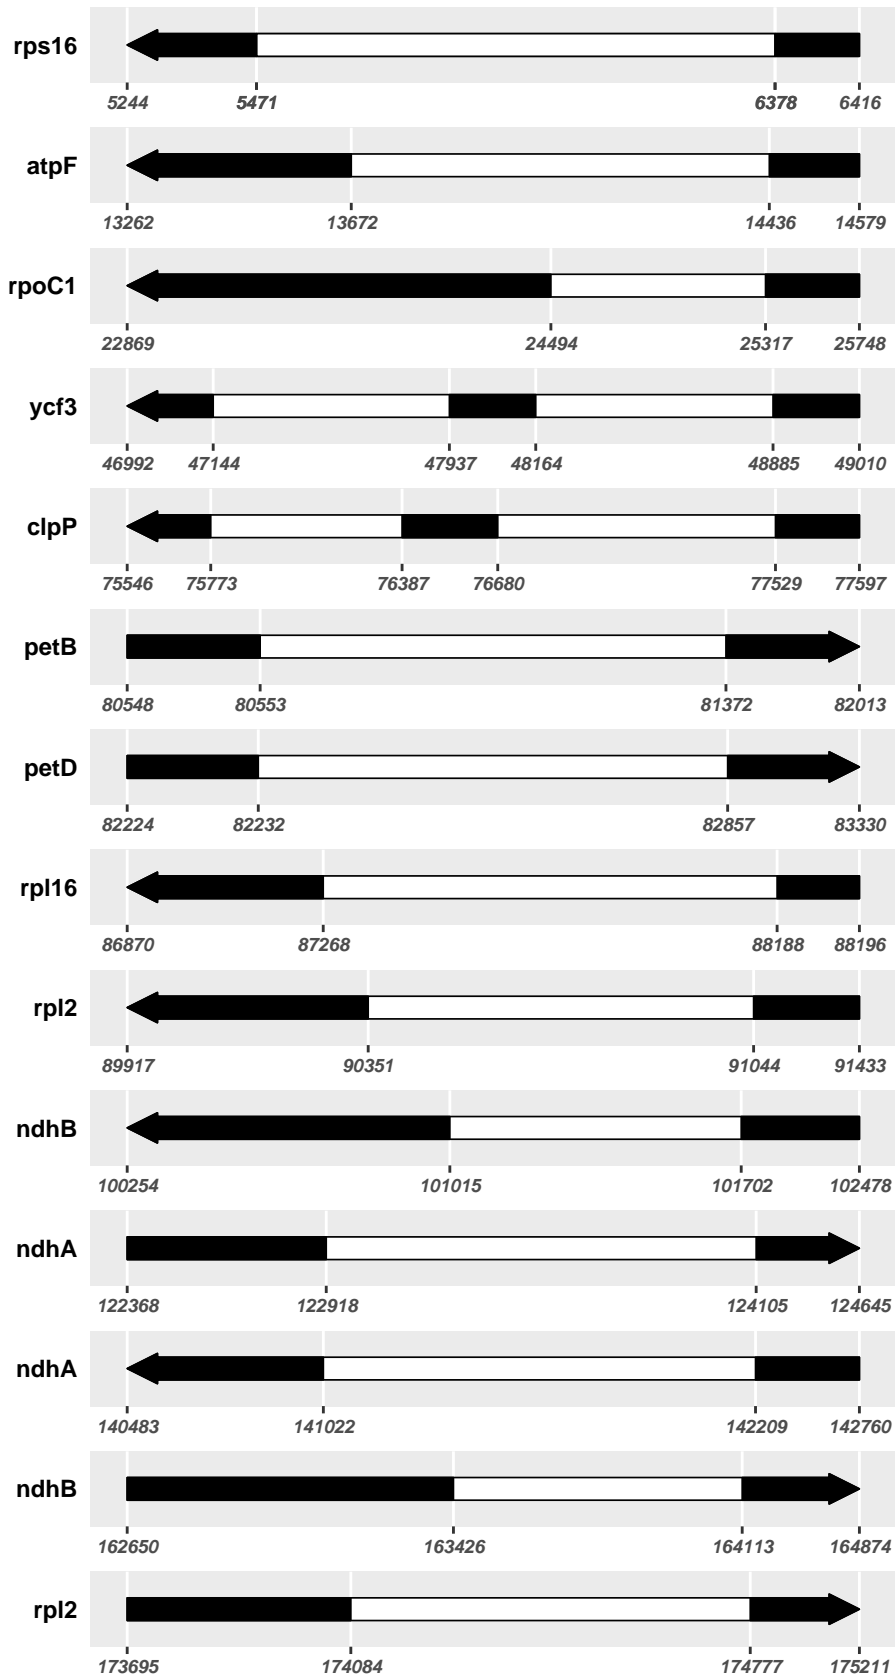 rps16
5244 5471 6378 6416
atpF
13262 13672 14436 14579
rpoC1
22869 24494 25317 25748
ycf3
46992 47144 47937 48164 48885 49010
clpP
75546 75773 76387 76680 77529 77597
petB
80548 80553 81372 82013
petD
82224 82232 82857 83330
rpl16
86870 87268 88188 88196
rpl2
89917 90351 91044 91433
ndhB
100254 101015 101702 102478
ndhA
122368 122918 124105 124645
ndhA
140483 141022 142209 142760
ndhB
162650 163426 164113 164874
rpl2
173695 174084 174777 175211